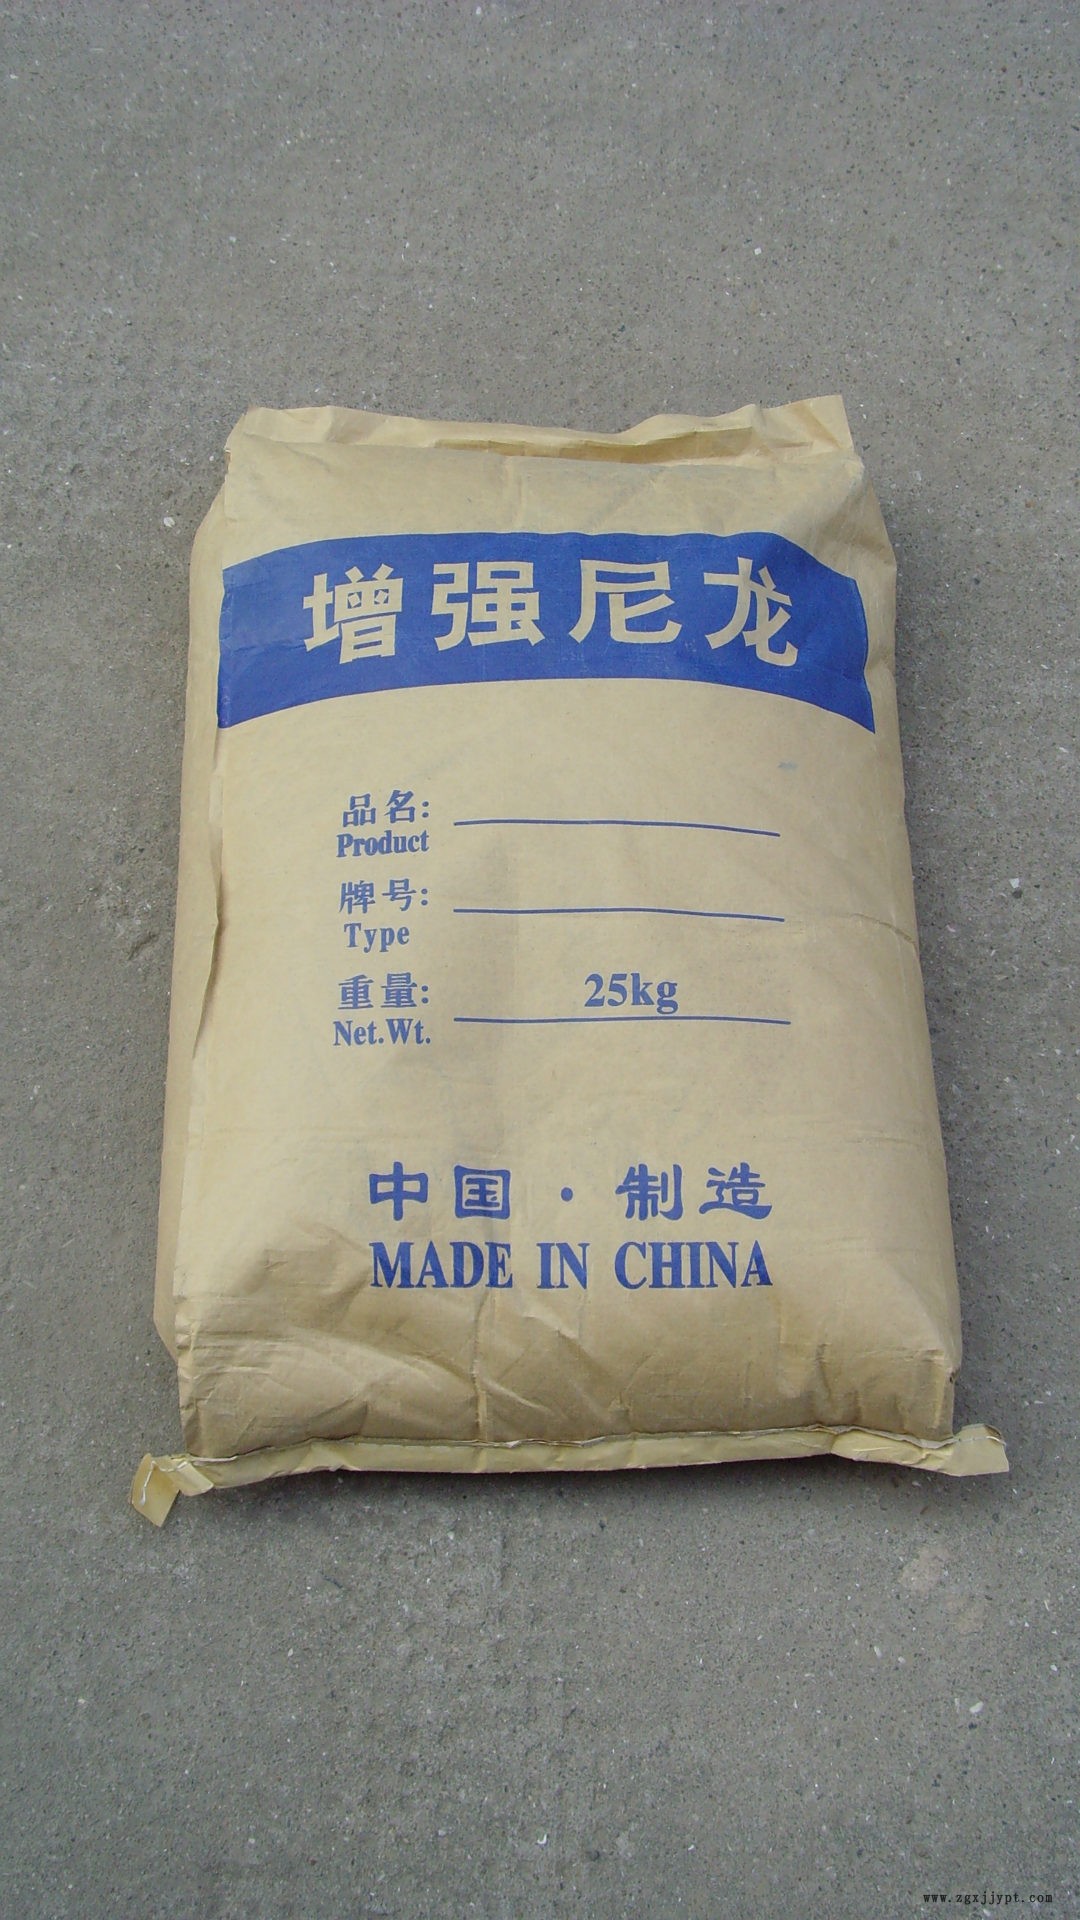 增强尼龙
品名:
Product
牌号:
Type
重量: 25kg
Net.Wt.
中国·制造
MADE IN CHINA
www.zgxjjypt.com